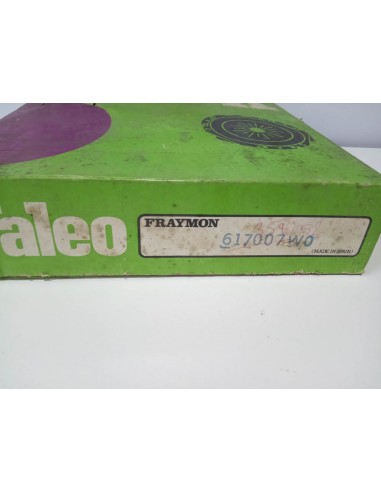 aleo
FRAYMON
617007W0
(MADE IN SPAIN)